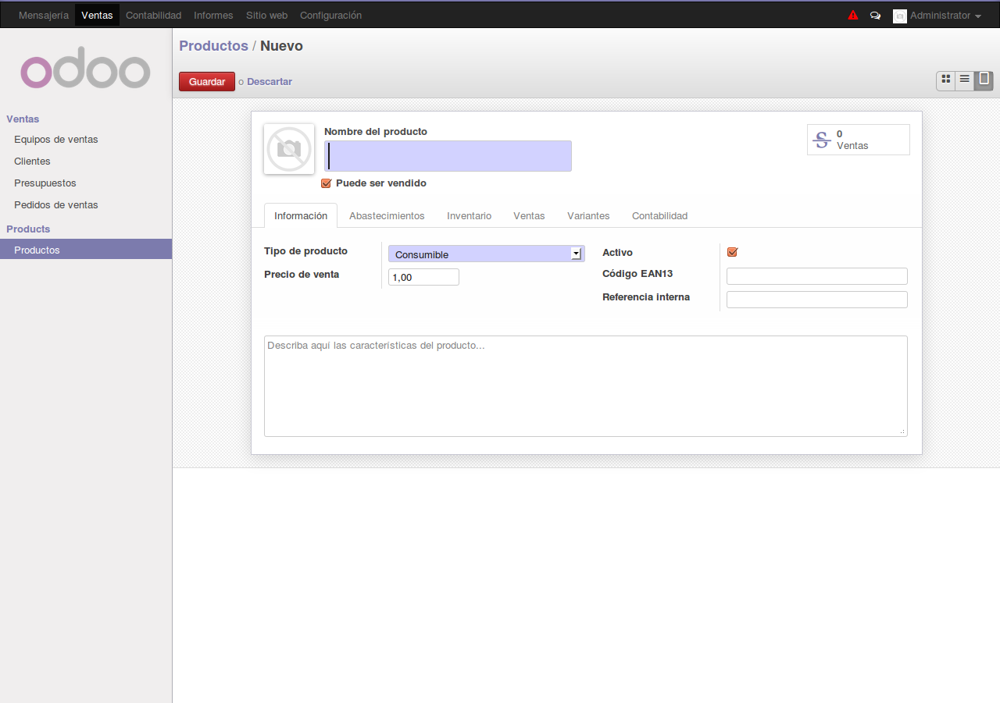 Mensajería Ventas Contabilidad Informes Sitio web Configuración Administrator
odoo
Productos / Nuevo
Guardar o Descartar
Ventas
Equipos de ventas
Clientes
Presupuestos
Pedidos de ventas
Products
Productos
Nombre del producto
0
Ventas
Puede ser vendido
Información Abastecimientos Inventario Ventas Variantes Contabilidad
Tipo de producto Consumible
Precio de venta 1,00
Activo
Código EAN13
Referencia interna
Describa aquí las características del producto...